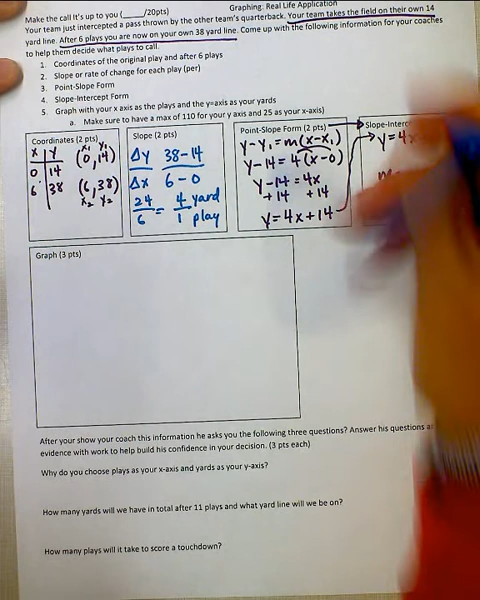 Graphing: Real Life Application
Make the call It's up to you (____/20pts)
Your team just intercepted a pass thrown by the other team's quarterback. Your team takes the field on their own 14
yard line. After 6 plays you are now on your own 38 yard line. Come up with the following information for your coaches
to help them decide what plays to call.
1. Coordinates of the original play and after 6 plays
2. Slope or rate of change for each play (per)
3. Point-Slope Form
4. Slope-Intercept Form
5. Graph with your x axis as the plays and the y=axis as your yards
a. Make sure to have a max of 110 for your y axis and 25 as your x-axis)
Coordinates (2 pts)
x y
0 14
6 38
x₁ y₁
(0,14)
(6,38)
x₂ y₂
Slope (2 pts)
Δy 38-14
Δx 6-0
24/6 = 4 yard/1 play
Point-Slope Form (2 pts)
y-y₁=m(x-x₁)
y-14=4(x-0)
y-14=4x
+14 +14
y=4x+14
Slope-Interc
y=4x
Graph (3 pts)
After your show your coach this information he asks you the following three questions? Answer his questions
evidence with work to help build his confidence in your decision. (3 pts each)
Why do you choose plays as your x-axis and yards as your y-axis?
How many yards will we have in total after 11 plays and what yard line will we be on?
How many plays will it take to score a touchdown?